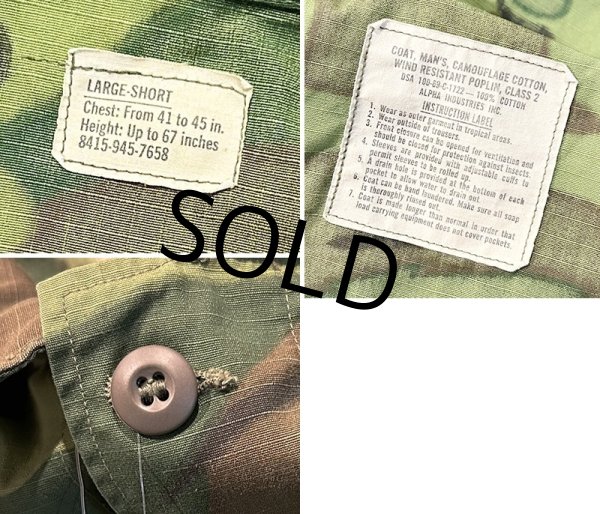 LARGE-SHORT
Chest: From 41 to 45 in.
Height: Up to 67 inches
8415-945-7658
COAT, MAN'S, CAMOUFLAGE COTTON,
WIND RESISTANT POPLIN, CLASS 2
DSA 100-69-C-1722 — 100% COTTON
ALPHA INDUSTRIES INC.
INSTRUCTION LABEL
1. Wear as outer garment in tropical areas.
2. Wear outside of trousers.
3. Front closure can be opened for ventilation and
should be closed for protection against insects.
4. Sleeves are provided with adjustable cuffs to
permit sleeves to be rolled up.
5. A drain hole is provided at the bottom of each
pocket to allow water to drain out.
6. Coat can be hand laundered. Make sure all soap
is thoroughly rinsed out.
7. Coat is made longer than normal in order that
load carrying equipment does not cover pockets.
SOLD